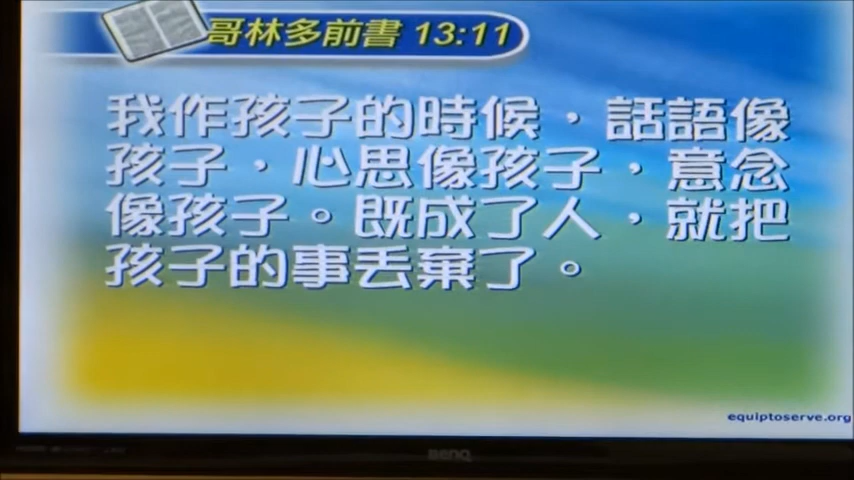 哥林多前書 13:11
我作孩子的時候，話語像
孩子，心思像孩子，意念
像孩子。既成了人，就把
孩子的事丟棄了。
equiptoserve.org
BenQ